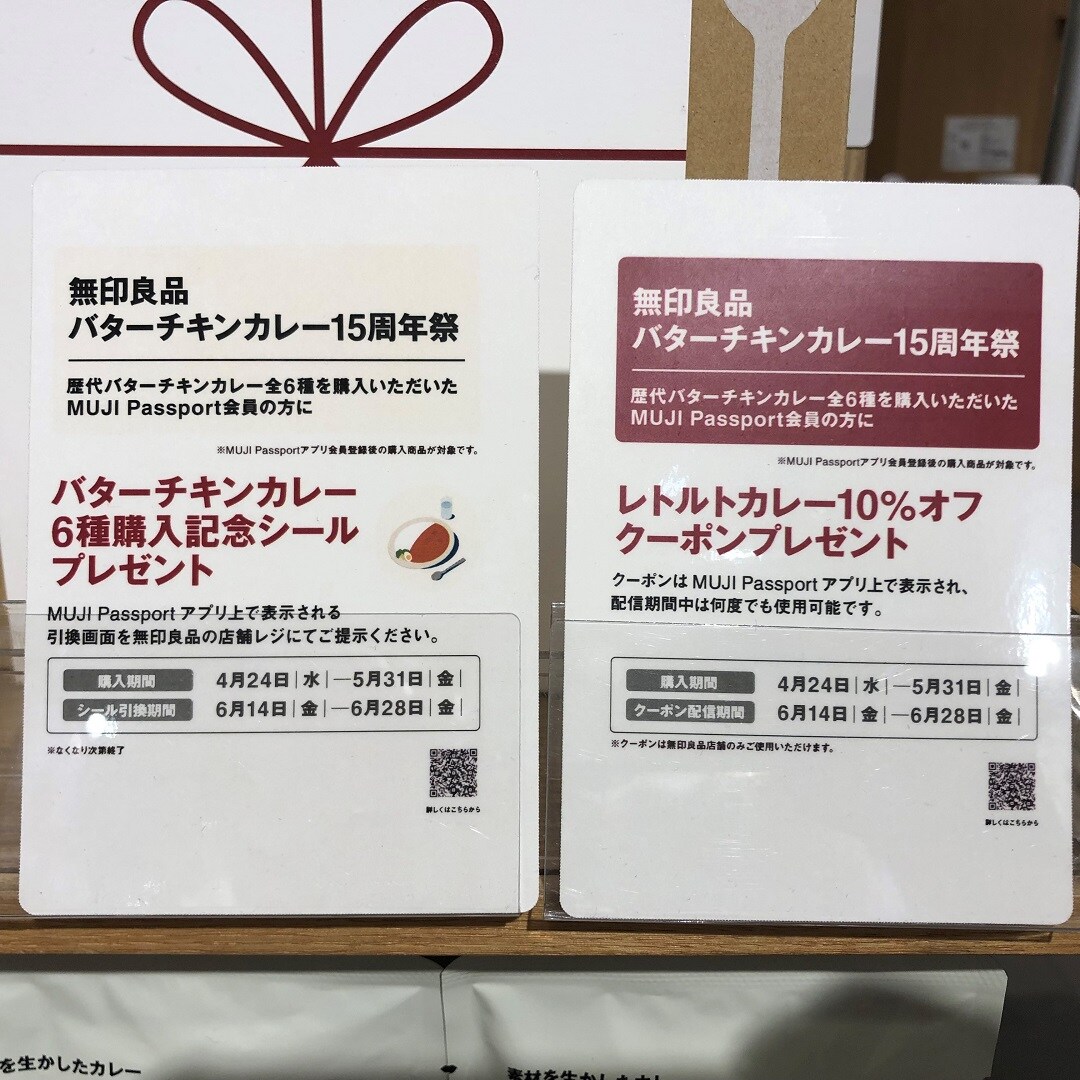 無印良品
バターチキンカレー15周年祭
歴代バターチキンカレー全6種を購入いただいた
MUJI Passport会員の方に
※MUJI Passportアプリ会員登録後の購入商品が対象です。
バターチキンカレー
6種購入記念シール
プレゼント
MUJI Passport アプリ上で表示される
引換画面を無印良品の店舗レジにてご提示ください。
購入期間 4月24日|水|—5月31日|金|
シール引換期間 6月14日|金|—6月28日|金|
※なくなり次第終了
詳しくはこちらから
無印良品
バターチキンカレー15周年祭
歴代バターチキンカレー全6種を購入いただいた
MUJI Passport会員の方に
※MUJI Passportアプリ会員登録後の購入商品が対象です。
レトルトカレー10%オフ
クーポンプレゼント
クーポンは MUJI Passport アプリ上で表示され、
配信期間中は何度でも使用可能です。
購入期間 4月24日|水|—5月31日|金|
クーポン配信期間 6月14日|金|—6月28日|金|
※クーポンは無印良品店舗のみご使用いただけます。
詳しくはこちらから
を生かしたカレー
素材を生かしたカレ